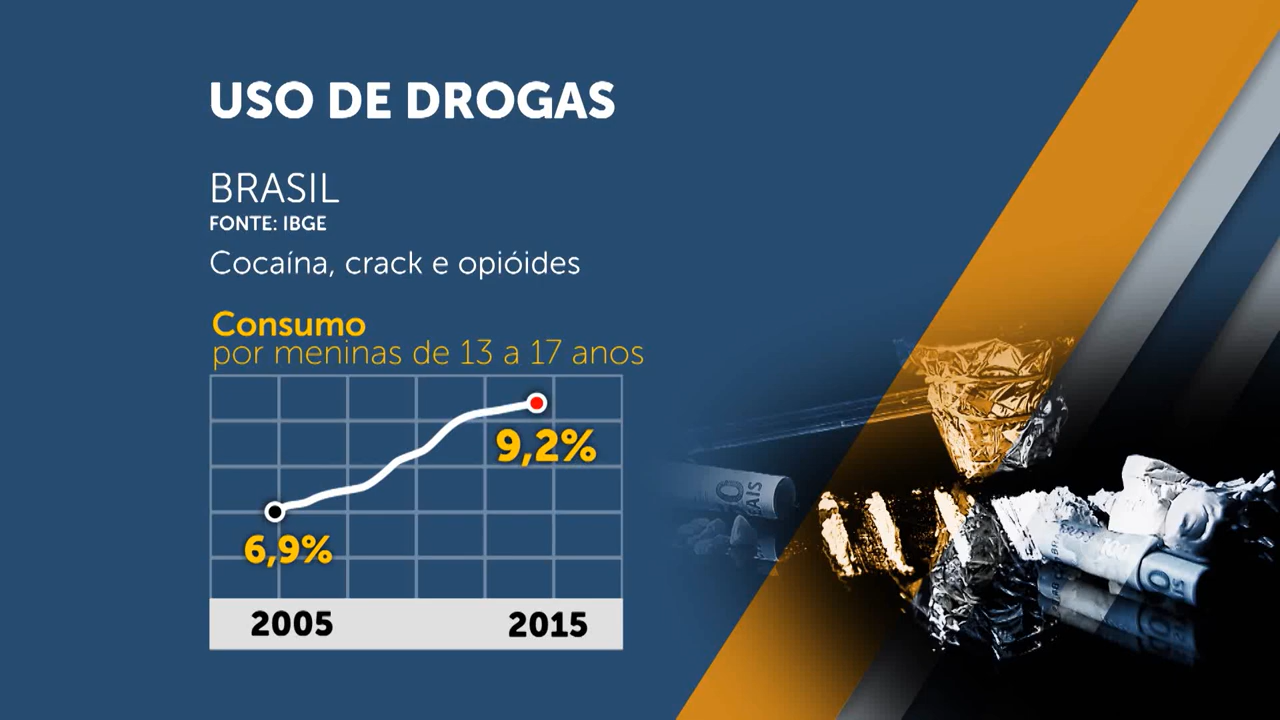 USO DE DROGAS
BRASIL
FONTE: IBGE
Cocaína, crack e opióides
Consumo
por meninas de 13 a 17 anos
9,2%
6,9%
2005 2015